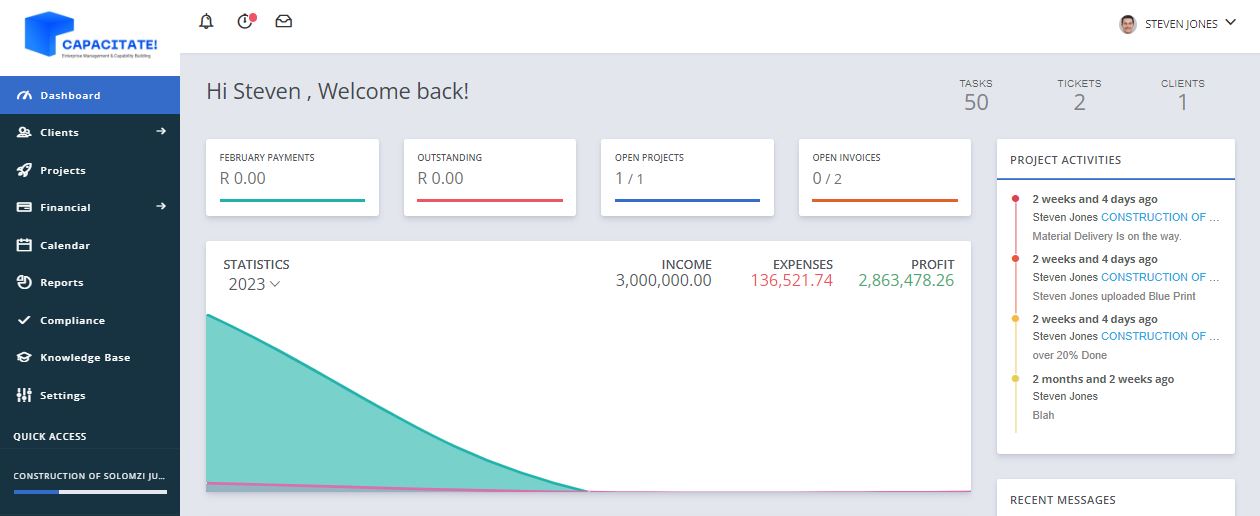 CAPACITATE!
Enterprise Management & Capability Building
STEVEN JONES
Dashboard
Clients
Projects
Financial
Calendar
Reports
Compliance
Knowledge Base
Settings
QUICK ACCESS
CONSTRUCTION OF SOLOMZI JU...
Hi Steven , Welcome back!
TASKS
50
TICKETS
2
CLIENTS
1
FEBRUARY PAYMENTS
R 0.00
OUTSTANDING
R 0.00
OPEN PROJECTS
1 / 1
OPEN INVOICES
0 / 2
STATISTICS
2023
INCOME
3,000,000.00
EXPENSES
136,521.74
PROFIT
2,863,478.26
PROJECT ACTIVITIES
2 weeks and 4 days ago
Steven Jones CONSTRUCTION OF ...
Material Delivery Is on the way.
2 weeks and 4 days ago
Steven Jones CONSTRUCTION OF ...
Steven Jones uploaded Blue Print
2 weeks and 4 days ago
Steven Jones CONSTRUCTION OF ...
over 20% Done
2 months and 2 weeks ago
Steven Jones
Blah
RECENT MESSAGES